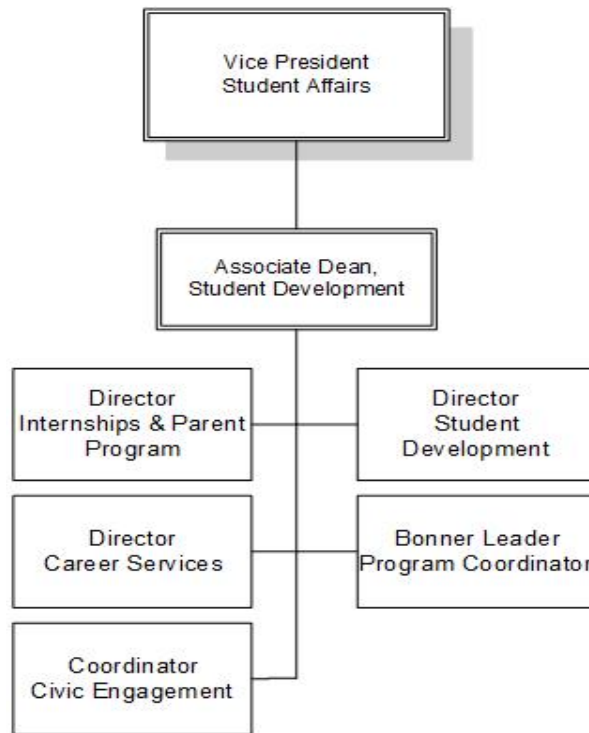 Vice President
Student Affairs
Associate Dean,
Student Development
Director
Internships & Parent
Program
Director
Student
Development
Director
Career Services
Bonner Leader
Program Coordinator
Coordinator
Civic Engagement